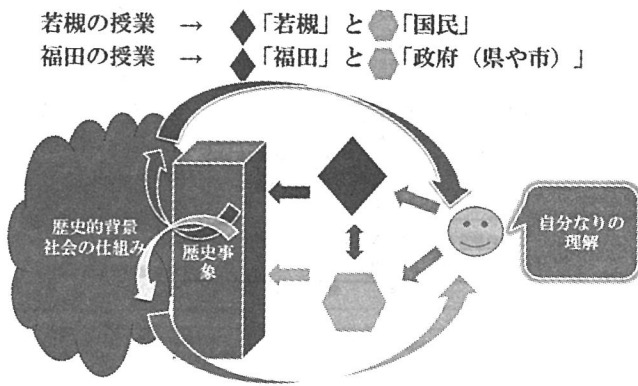 若槻の授業 → ◆「若槻」と⬢「国民」
福田の授業 → ◆「福田」と⬢「政府（県や市）」
歴史的背景
社会の仕組み
歴史事
象
自分なりの
理解